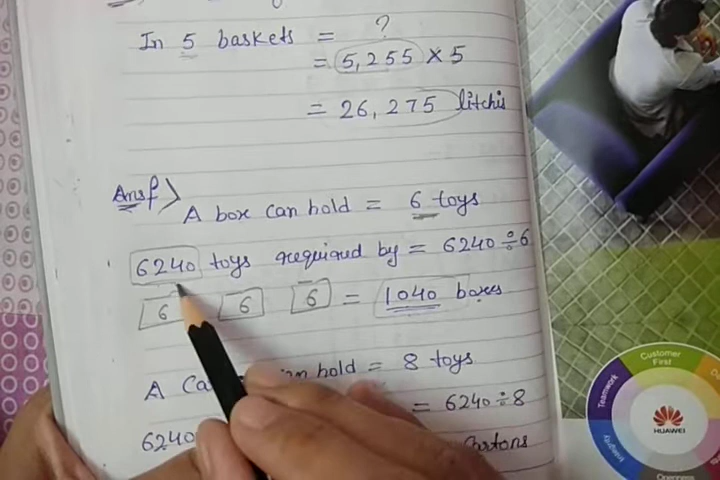 In 5 baskets = ?
= 5,255 × 5
= 26,275 litchis
Ans f>
A box can hold = 6 toys
6240 toys required by = 6240 ÷ 6
6 6 6 = 1040 boxes
A hold = 8 toys
= 6240 ÷ 8
6240 Cartons
Customer First
Teamwork
Integrity
HUAWEI
Openness